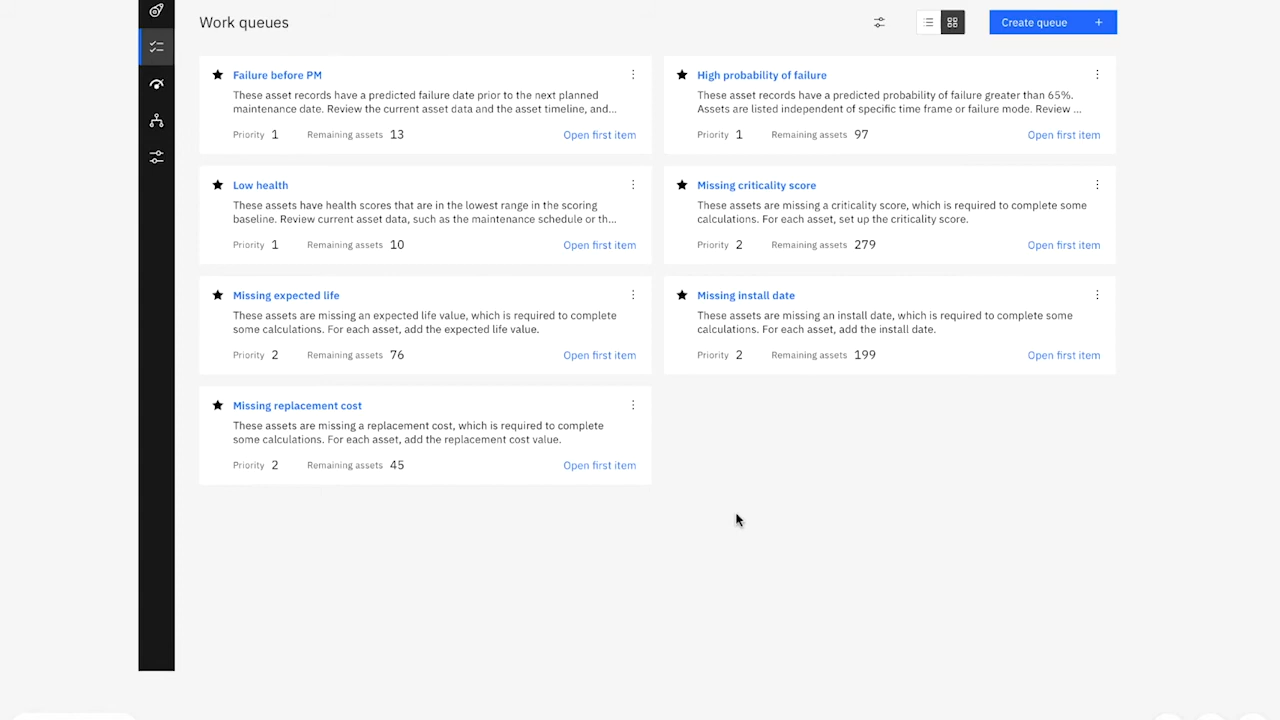 Work queues
Create queue +
Failure before PM
These asset records have a predicted failure date prior to the next planned
maintenance date. Review the current asset data and the asset timeline, and...
Priority 1 Remaining assets 13 Open first item
High probability of failure
These asset records have a predicted probability of failure greater than 65%.
Assets are listed independent of specific time frame or failure mode. Review ...
Priority 1 Remaining assets 97 Open first item
Low health
These assets have health scores that are in the lowest range in the scoring
baseline. Review current asset data, such as the maintenance schedule or th...
Priority 1 Remaining assets 10 Open first item
Missing criticality score
These assets are missing a criticality score, which is required to complete some
calculations. For each asset, set up the criticality score.
Priority 2 Remaining assets 279 Open first item
Missing expected life
These assets are missing an expected life value, which is required to complete
some calculations. For each asset, add the expected life value.
Priority 2 Remaining assets 76 Open first item
Missing install date
These assets are missing an install date, which is required to complete some
calculations. For each asset, add the install date.
Priority 2 Remaining assets 199 Open first item
Missing replacement cost
These assets are missing a replacement cost, which is required to complete
some calculations. For each asset, add the replacement cost value.
Priority 2 Remaining assets 45 Open first item